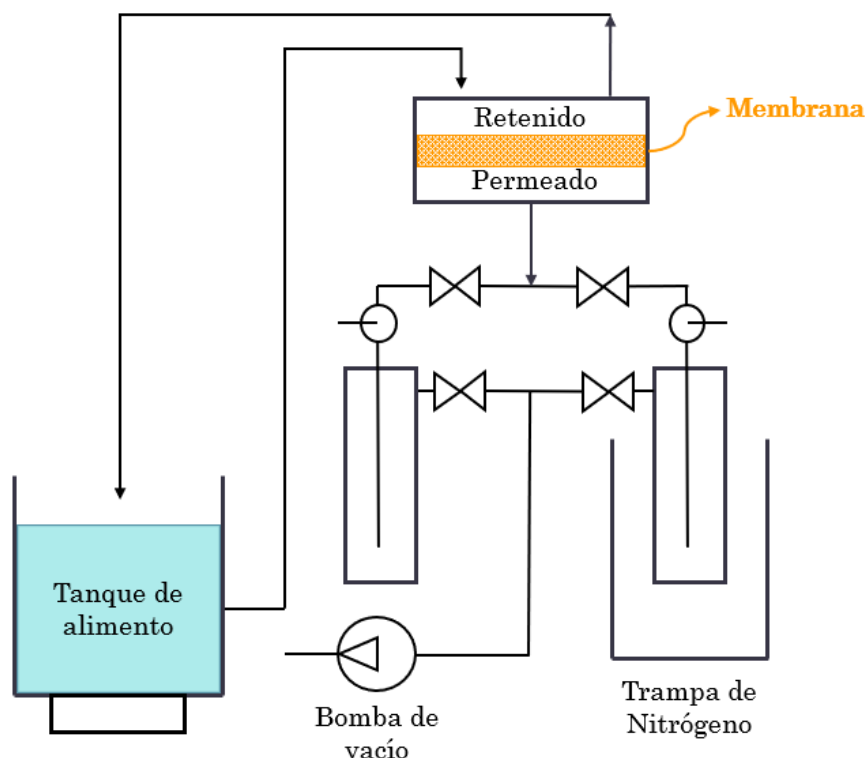 Retenido
Membrana
Permeado
Tanque de
alimento
Bomba de
vacío
Trampa de
Nitrógeno